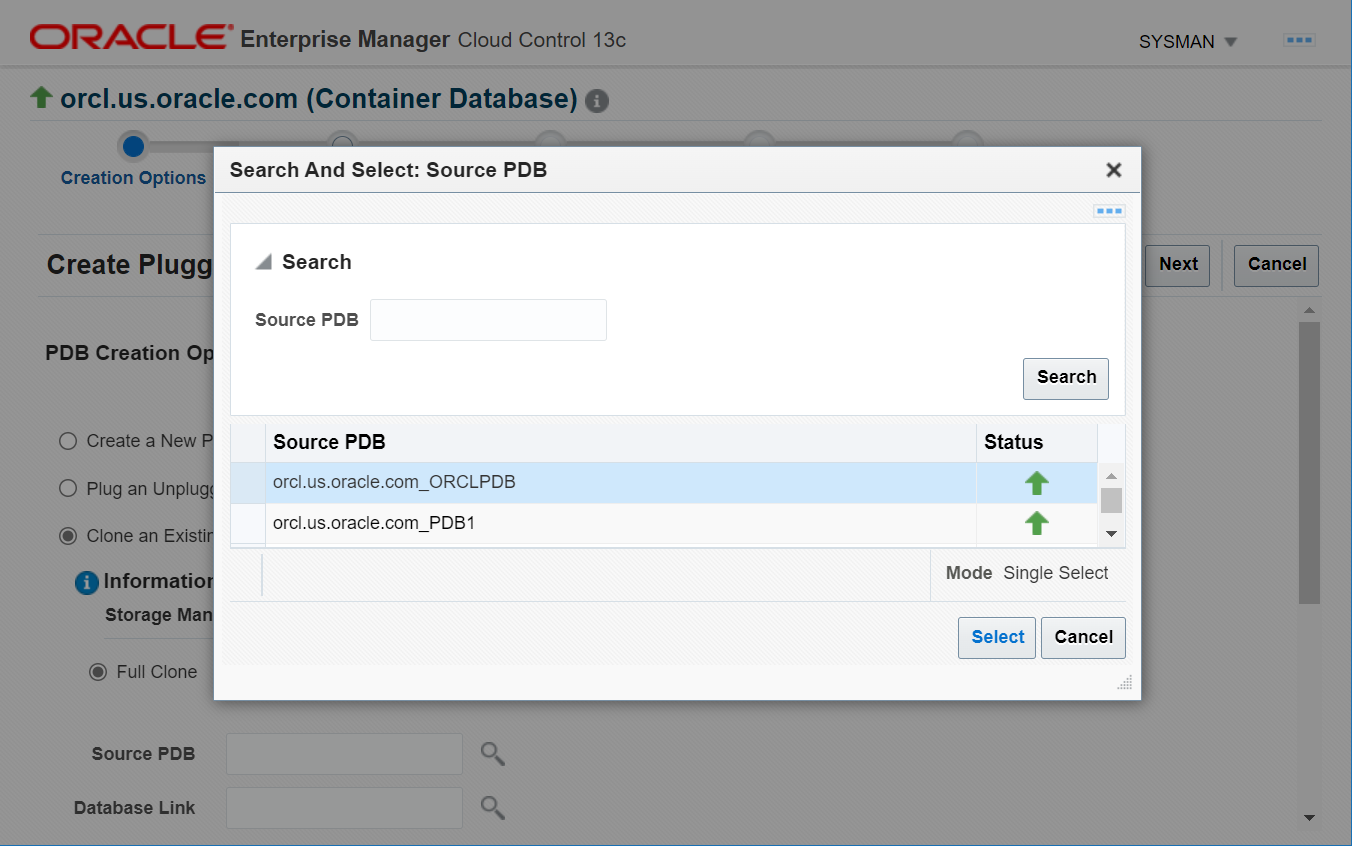 ORACLE Enterprise Manager Cloud Control 13c
SYSMAN
orcl.us.oracle.com (Container Database)
Creation Options
Search And Select: Source PDB
Search
Source PDB
Search
Source PDB Status
orcl.us.oracle.com_ORCLPDB
orcl.us.oracle.com_PDB1
Mode Single Select
Select Cancel
Create Plugg
Next Cancel
PDB Creation Op
Create a New P
Plug an Unplugg
Clone an Existin
Information
Storage Man
Full Clone
Source PDB
Database Link